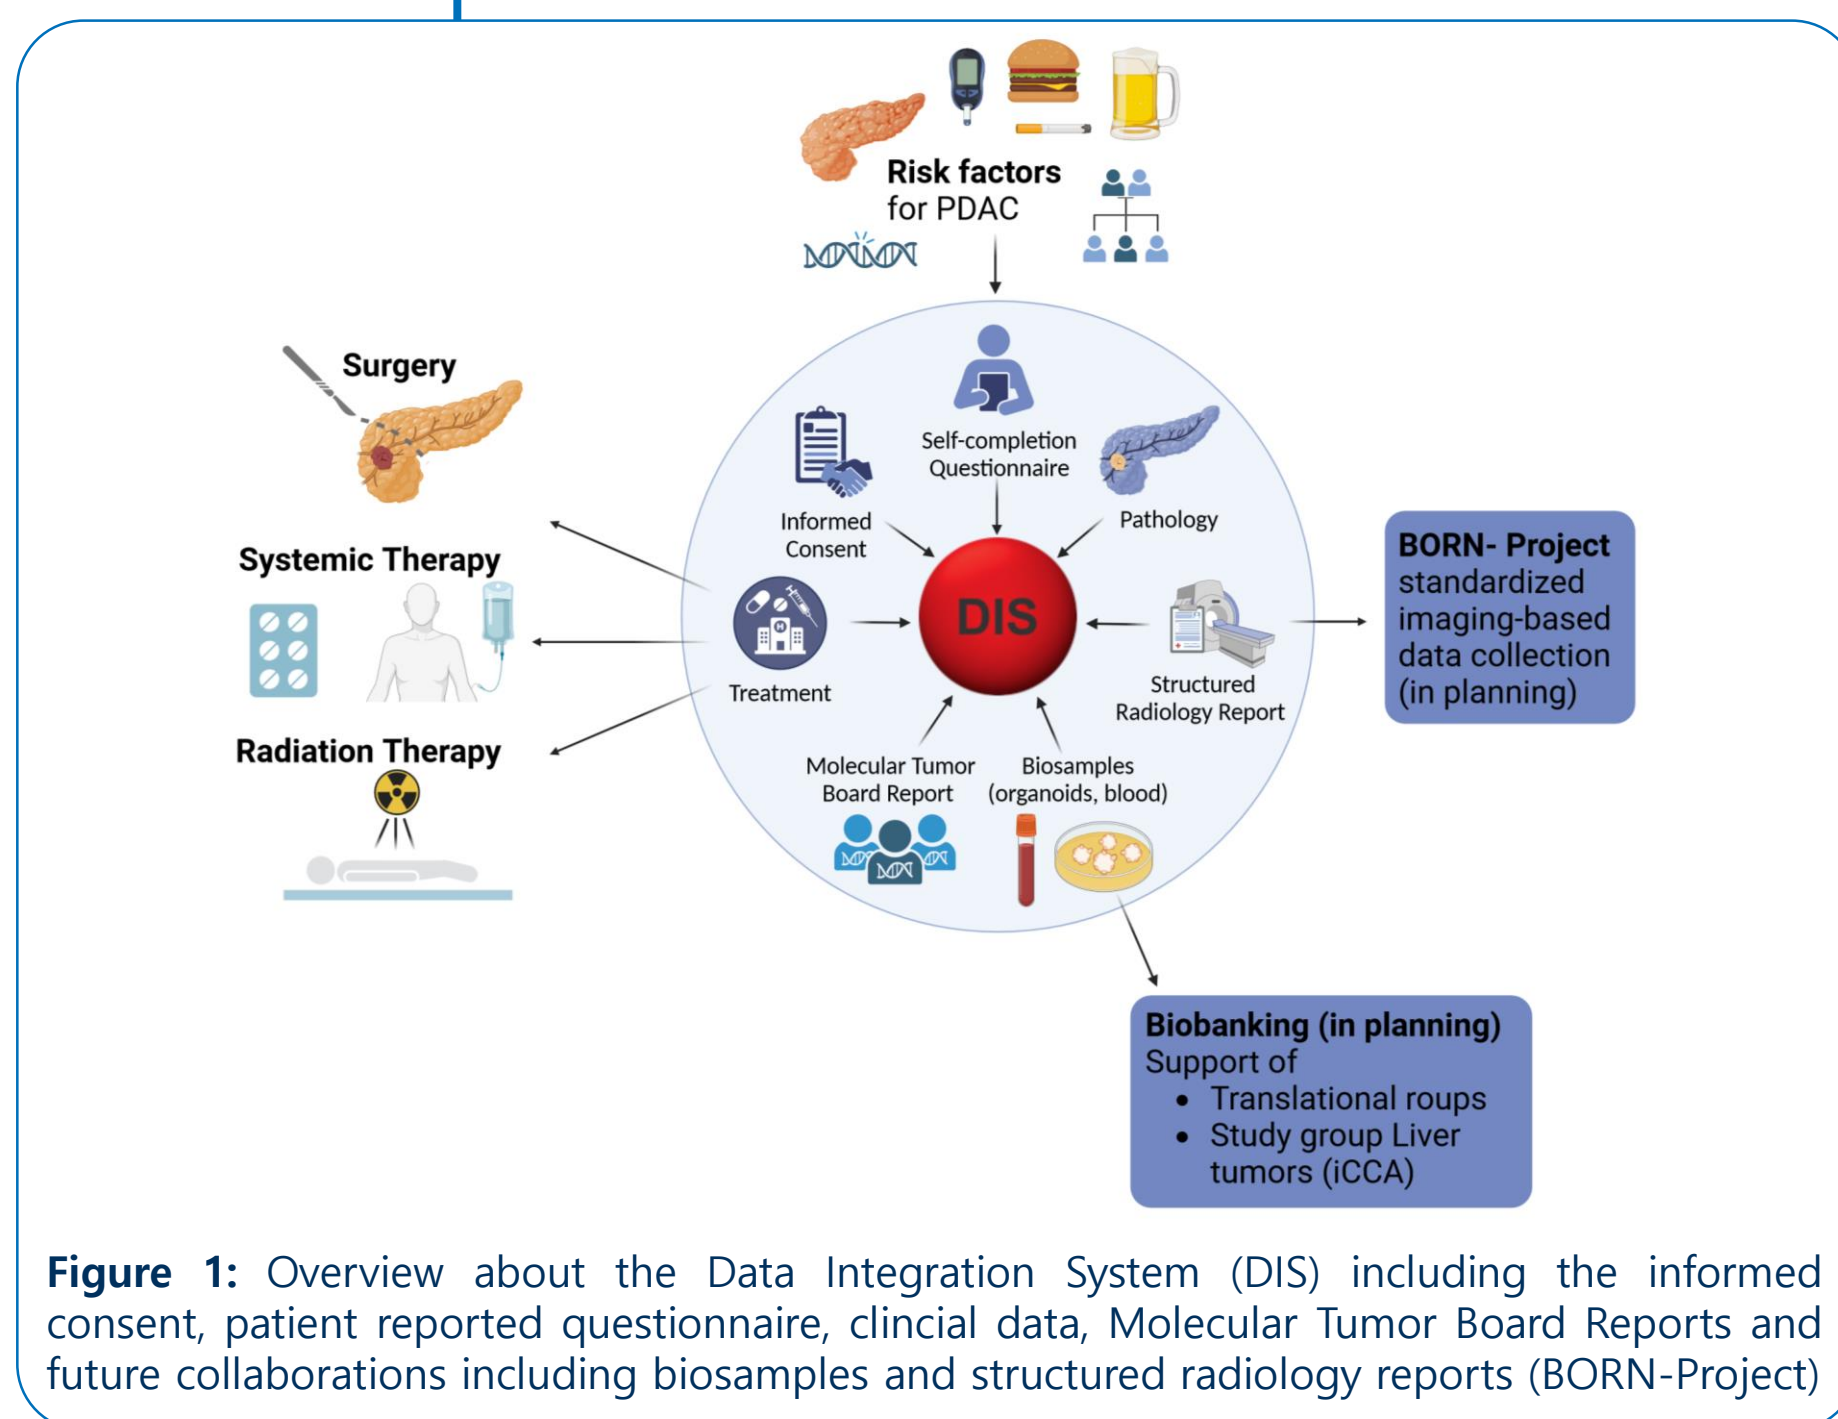 Risk factors
for PDAC
Surgery
Systemic Therapy
Radiation Therapy
Self-completion
Questionnaire
Informed
Consent
Pathology
DIS
Treatment
Structured
Radiology Report
Molecular Tumor
Board Report
Biosamples
(organoids, blood)
H
BORN- Project
standardized
imaging-based
data collection
(in planning)
Biobanking (in planning)
Support of
• Translational roups
• Study group Liver
tumors (iCCA)
Figure 1: Overview about the Data Integration System (DIS) including the informed
consent, patient reported questionnaire, clincial data, Molecular Tumor Board Reports and
future collaborations including biosamples and structured radiology reports (BORN-Project)